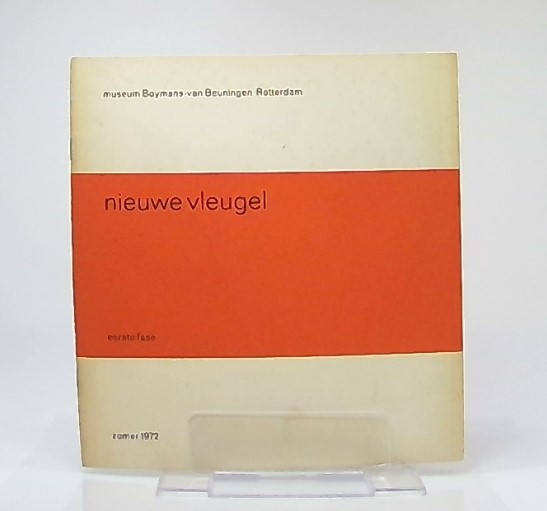 museum Boymans-van Beuningen Rotterdam
nieuwe vleugel
eerste fase
zomer 1972